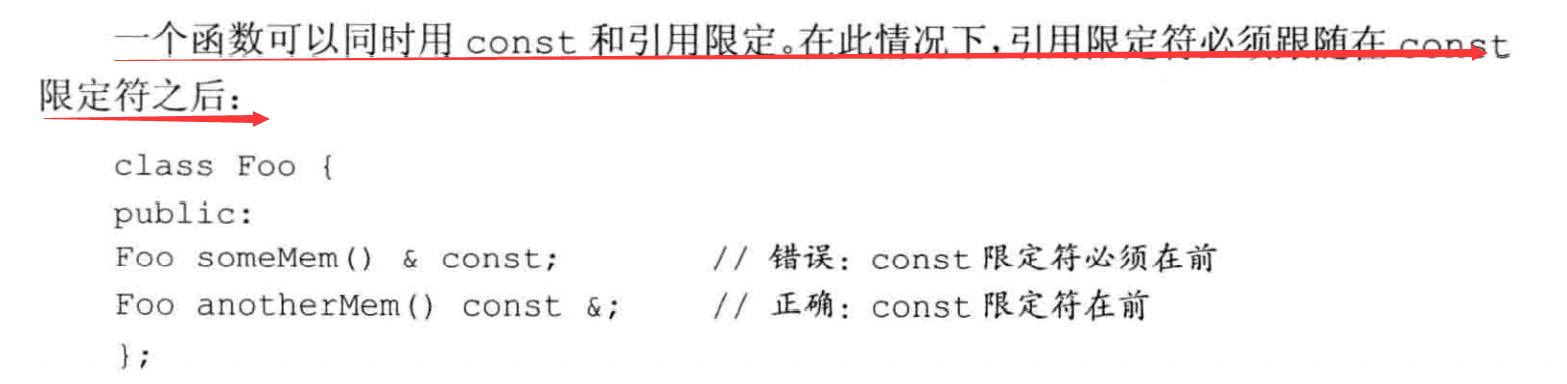 一个函数可以同时用 const 和引用限定。在此情况下，引用限定符必须跟随在 const
限定符之后：
class Foo {
public:
Foo someMem() & const; // 错误：const 限定符必须在前
Foo anotherMem() const &; // 正确：const 限定符在前
};